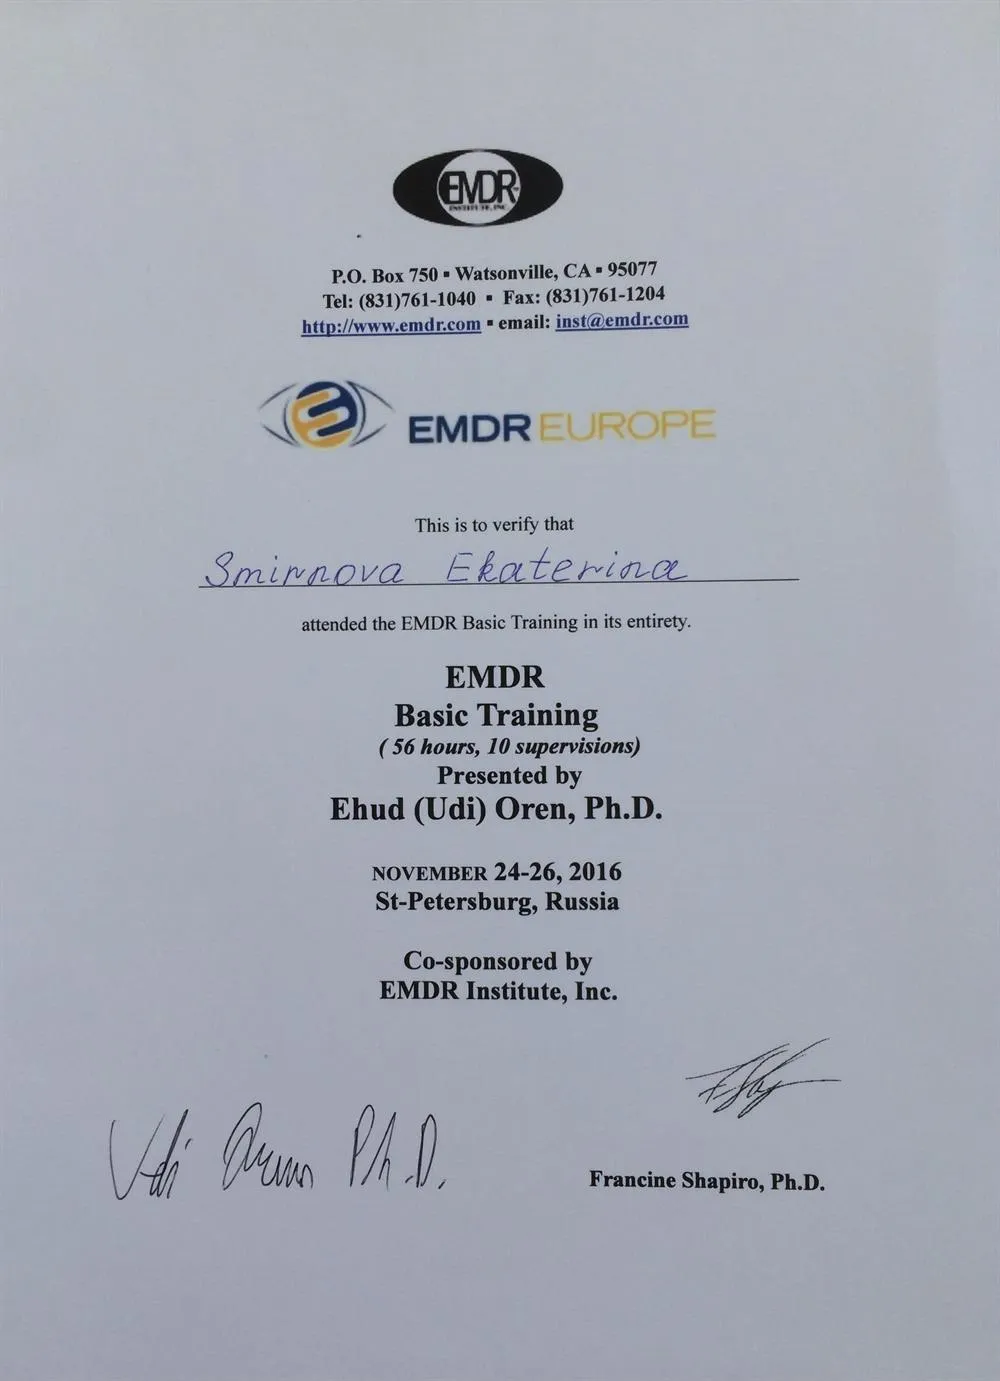 EMDR
INSTITUTE, INC.
P.O. Box 750 ▪ Watsonville, CA ▪ 95077
Tel: (831)761-1040 ▪ Fax: (831)761-1204
http://www.emdr.com ▪ email: inst@emdr.com
EMDR EUROPE
This is to verify that
Smirnova Ekaterina
attended the EMDR Basic Training in its entirety.
EMDR
Basic Training
( 56 hours, 10 supervisions)
Presented by
Ehud (Udi) Oren, Ph.D.
NOVEMBER 24-26, 2016
St-Petersburg, Russia
Co-sponsored by
EMDR Institute, Inc.
Udi Oren Ph.D.
Francine Shapiro, Ph.D.